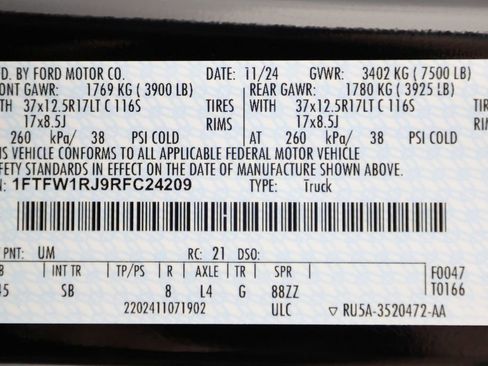 D. BY FORD MOTOR CO. DATE: 11/24 GVWR: 3402 KG ( 7500 LB)
ONT GAWR: 1769 KG ( 3900 LB) REAR GAWR: 1780 KG ( 3925 LB)
WITH 37x12.5R17LT C 116S TIRES WITH 37x12.5R17LT C 116S
17x8.5J RIMS 17x8.5J
260 kPa/ 38 PSI COLD AT 260 kPa/ 38 PSI COLD
IS VEHICLE CONFORMS TO ALL APPLICABLE FEDERAL MOTOR VEHICLE
FETY STANDARDS IN EFFECT ON THE DATE OF MANUFACTURE SHOWN ABOVE.
1FTFW1RJ9RFC24209 TYPE: Truck
PNT: UM RC: 21 DSO:
B INT TR TP/PS R AXLE TR SPR F0047
45 SB 8 L4 G 88ZZ T0166
2202411071902 ULC ▽ RU5A-3520472-AA